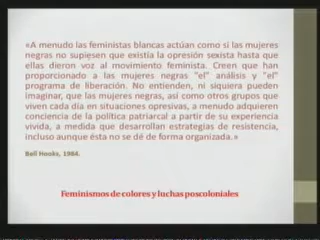 «A menudo las feministas blancas actúan como si las mujeres
negras no supiesen que existía la opresión sexista hasta que
ellas dieron voz al movimiento feminista. Creen que han
proporcionado a las mujeres negras "el" análisis y "el"
programa de liberación. No entienden, ni siquiera pueden
imaginar, que las mujeres negras, así como otros grupos que
viven cada día en situaciones opresivas, a menudo adquieren
conciencia de la política patriarcal a partir de su experiencia
vivida, a medida que desarrollan estrategias de resistencia,
incluso aunque ésta no se dé de forma organizada.»
Bell Hooks, 1984.
Feminismos de colores y luchas poscoloniales